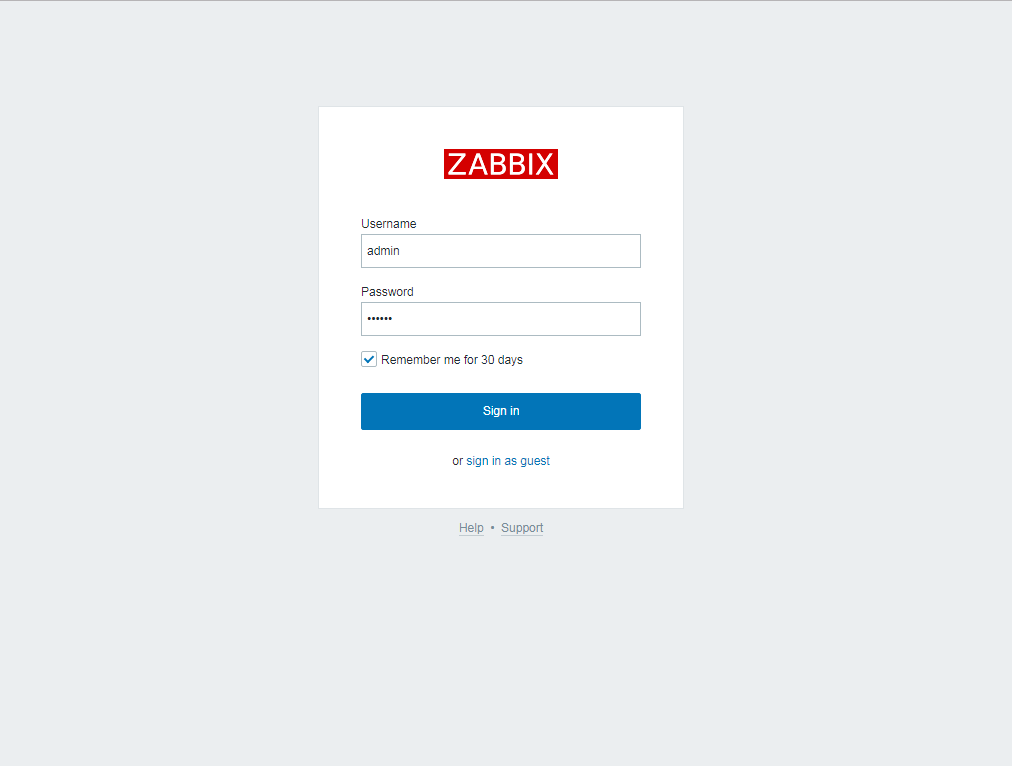 ZABBIX
Username
admin
Password
••••••
Remember me for 30 days
Sign in
or sign in as guest
Help • Support